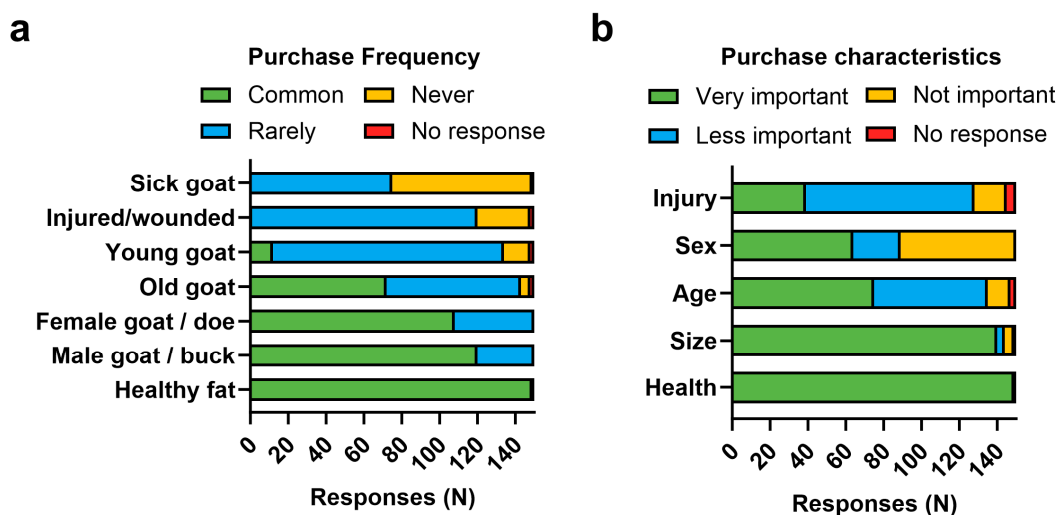 a
Purchase Frequency
Common
Never
Rarely
No response
Sick goat
Injured/wounded
Young goat
Old goat
Female goat / doe
Male goat / buck
Healthy fat
0
20
40
60
80
100
120
140
Responses (N)
b
Purchase characteristics
Very important
Not important
Less important
No response
Injury
Sex
Age
Size
Health
0
20
40
60
80
100
120
140
Responses (N)